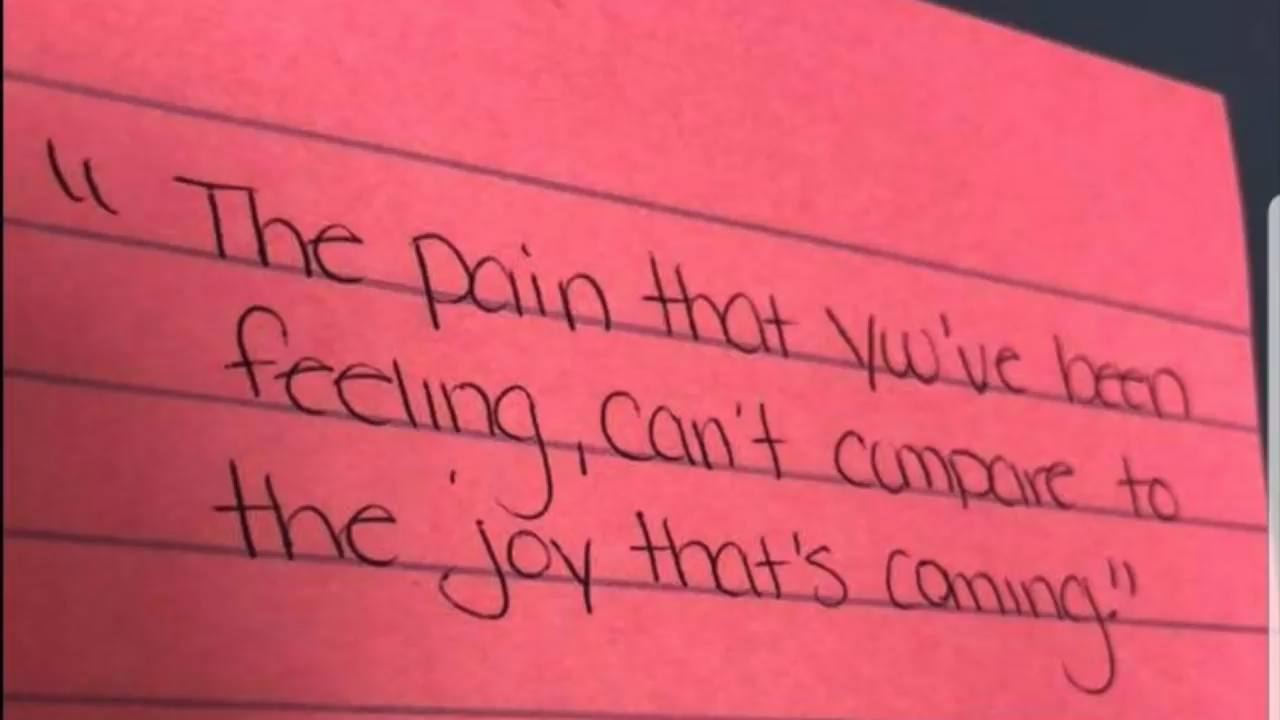 "The pain that you've been
feeling, can't compare to
the joy that's coming."